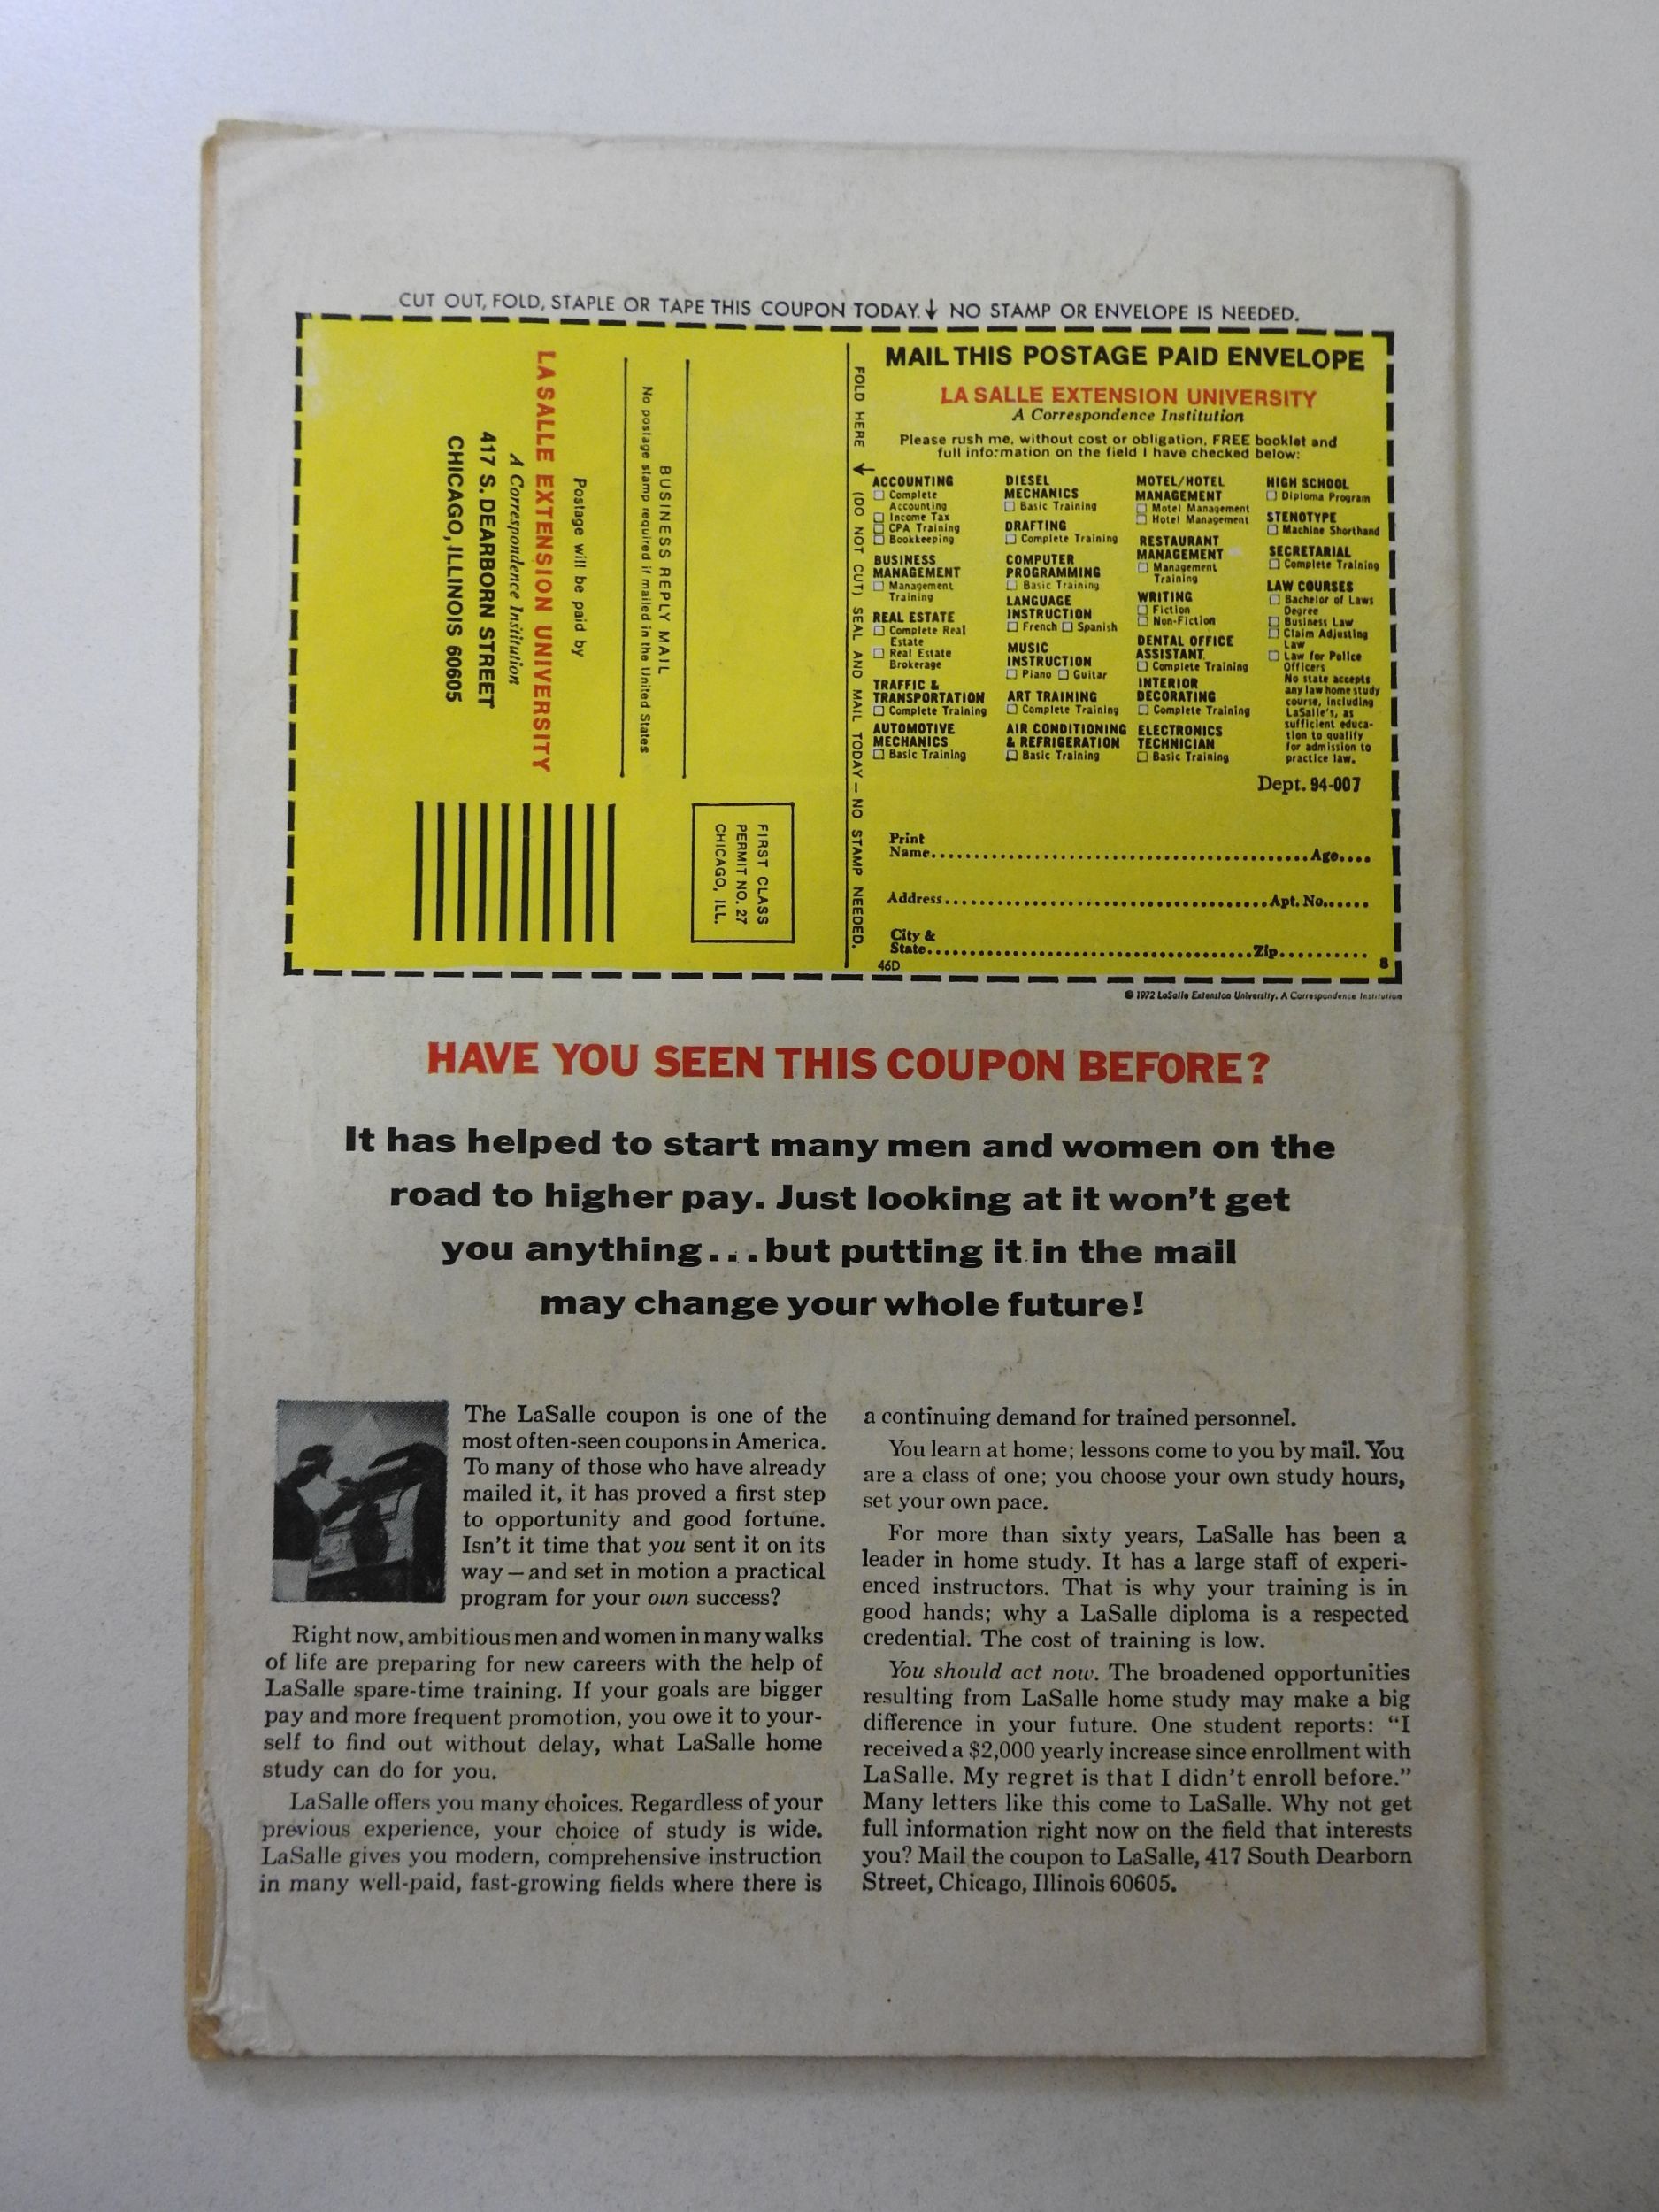 CUT OUT, FOLD, STAPLE OR TAPE THIS COUPON TODAY.↓ NO STAMP OR ENVELOPE IS NEEDED.
LA SALLE EXTENSION UNIVERSITY
A Correspondence Institution
417 S. DEARBORN STREET
CHICAGO, ILLINOIS 60605
Postage will be paid by
No postage stamp required if mailed in the United States
BUSINESS REPLY MAIL
FIRST CLASS
PERMIT NO. 27
CHICAGO, ILL.
FOLD HERE ↓ (DO NOT CUT) SEAL AND MAIL TODAY — NO STAMP NEEDED.
MAIL THIS POSTAGE PAID ENVELOPE
LA SALLE EXTENSION UNIVERSITY
A Correspondence Institution
Please rush me, without cost or obligation, FREE booklet and
full information on the field I have checked below:
ACCOUNTING
☐ Complete
Accounting
☐ Income Tax
☐ CPA Training
☐ Bookkeeping
BUSINESS
MANAGEMENT
☐ Management
Training
REAL ESTATE
☐ Complete Real
Estate
☐ Real Estate
Brokerage
TRAFFIC &
TRANSPORTATION
☐ Complete Training
AUTOMOTIVE
MECHANICS
☐ Basic Training
DIESEL
MECHANICS
☐ Basic Training
DRAFTING
☐ Complete Training
COMPUTER
PROGRAMMING
☐ Basic Training
LANGUAGE
INSTRUCTION
☐ French ☐ Spanish
MUSIC
INSTRUCTION
☐ Piano ☐ Guitar
ART TRAINING
☐ Complete Training
AIR CONDITIONING
& REFRIGERATION
☐ Basic Training
MOTEL/HOTEL
MANAGEMENT
☐ Motel Management
☐ Hotel Management
RESTAURANT
MANAGEMENT
☐ Management
Training
WRITING
☐ Fiction
☐ Non-Fiction
DENTAL OFFICE
ASSISTANT
☐ Complete Training
INTERIOR
DECORATING
☐ Complete Training
ELECTRONICS
TECHNICIAN
☐ Basic Training
HIGH SCHOOL
☐ Diploma Program
STENOTYPE
☐ Machine Shorthand
SECRETARIAL
☐ Complete Training
LAW COURSES
☐ Bachelor of Laws
Degree
☐ Business Law
☐ Claim Adjusting
Law
☐ Law for Police
Officers
No state accepts
any law home study
course, including
LaSalle's, as
sufficient educa-
tion to qualify
for admission to
practice law.
Dept. 94-007
Print
Name.....Age....
Address.....Apt. No......
City &
State.....Zip..........
46D 8
© 1972 LaSalle Extension University, A Correspondence Institution
HAVE YOU SEEN THIS COUPON BEFORE?
It has helped to start many men and women on the
road to higher pay. Just looking at it won't get
you anything...but putting it in the mail
may change your whole future!
The LaSalle coupon is one of the
most often-seen coupons in America.
To many of those who have already
mailed it, it has proved a first step
to opportunity and good fortune.
Isn't it time that you sent it on its
way — and set in motion a practical
program for your own success?
Right now, ambitious men and women in many walks
of life are preparing for new careers with the help of
LaSalle spare-time training. If your goals are bigger
pay and more frequent promotion, you owe it to your-
self to find out without delay, what LaSalle home
study can do for you.
LaSalle offers you many choices. Regardless of your
previous experience, your choice of study is wide.
LaSalle gives you modern, comprehensive instruction
in many well-paid, fast-growing fields where there is
a continuing demand for trained personnel.
You learn at home; lessons come to you by mail. You
are a class of one; you choose your own study hours,
set your own pace.
For more than sixty years, LaSalle has been a
leader in home study. It has a large staff of experi-
enced instructors. That is why your training is in
good hands; why a LaSalle diploma is a respected
credential. The cost of training is low.
You should act now. The broadened opportunities
resulting from LaSalle home study may make a big
difference in your future. One student reports: "I
received a $2,000 yearly increase since enrollment with
LaSalle. My regret is that I didn't enroll before."
Many letters like this come to LaSalle. Why not get
full information right now on the field that interests
you? Mail the coupon to LaSalle, 417 South Dearborn
Street, Chicago, Illinois 60605.